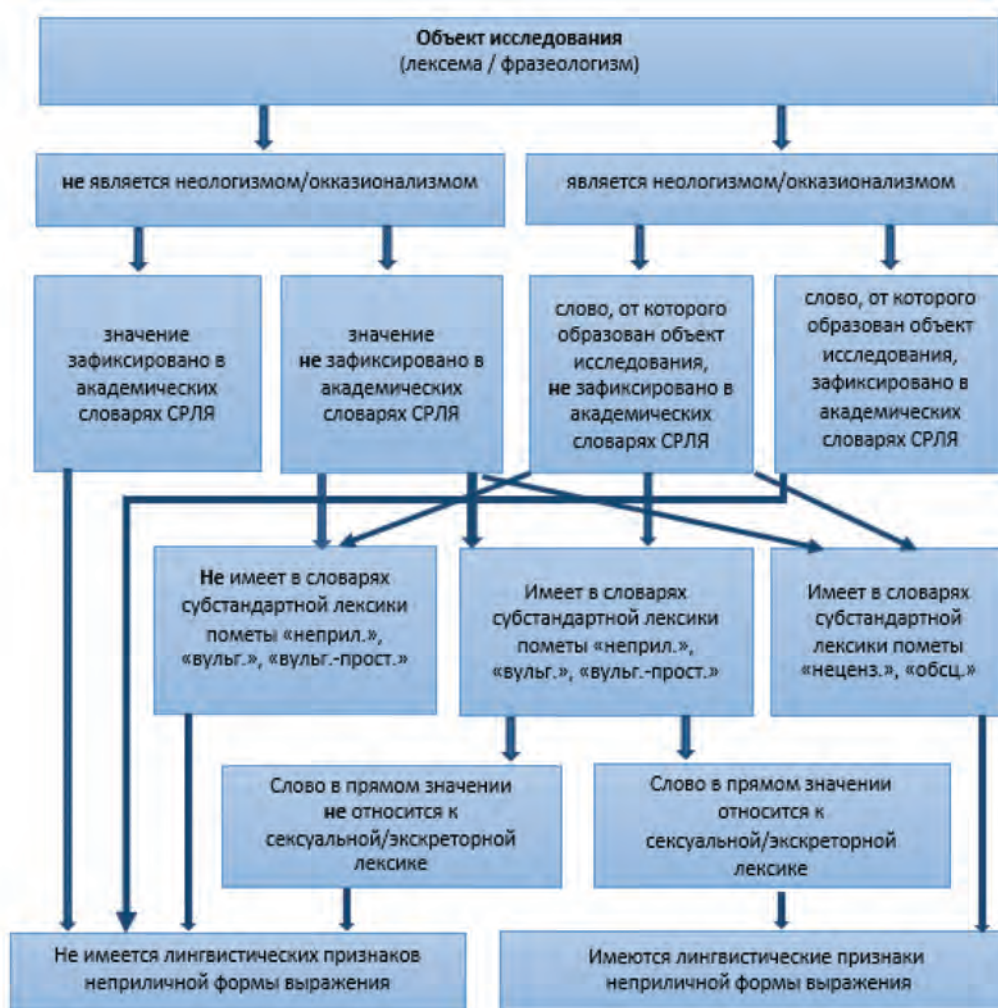 Объект исследования
(лексема / фразеологизм)
не является неологизмом/окказионализмом
является неологизмом/окказионализмом
значение
зафиксировано в
академических
словарях СРЛЯ
значение
не зафиксировано в
академических
словарях СРЛЯ
слово, от которого
образован объект
исследования,
не зафиксировано в
академических
словарях СРЛЯ
слово, от которого
образован объект
исследования,
зафиксировано в
академических
словарях СРЛЯ
Не имеет в словарях
субстандартной лексики
пометы «неприл.»,
«вульг.», «вульг.-прост.»
Имеет в словарях
субстандартной лексики
пометы «неприл.»,
«вульг.», «вульг.-прост.»
Имеет в словарях
субстандартной
лексики пометы
«неценз.», «обсц.»
Слово в прямом значении
не относится к
сексуальной/экскреторной
лексике
Слово в прямом значении
относится к
сексуальной/экскреторной
лексике
Не имеется лингвистических признаков
неприличной формы выражения
Имеются лингвистические признаки
неприличной формы выражения